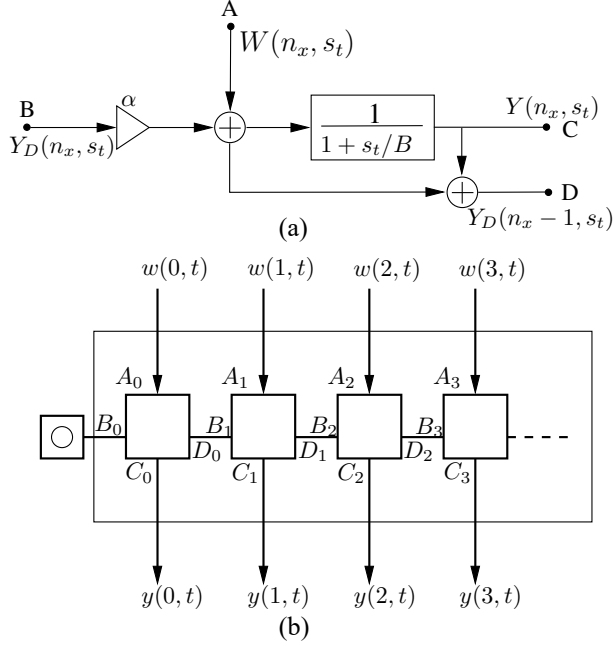 A
W(n_x, s_t)
B
α
Y_D(n_x, s_t)
1
1 + s_t/B
Y(n_x, s_t)
C
D
Y_D(n_x − 1, s_t)
(a)
w(0, t) w(1, t) w(2, t) w(3, t)
A_0 A_1 A_2 A_3
B_0 B_1 B_2 B_3
D_0 D_1 D_2
C_0 C_1 C_2 C_3
y(0, t) y(1, t) y(2, t) y(3, t)
(b)